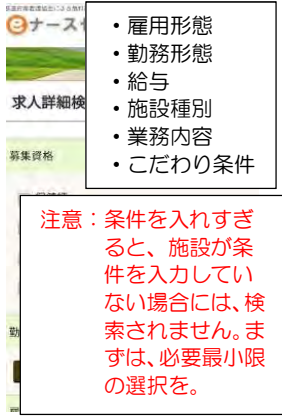 eナースセ
・雇用形態
・勤務形態
・給与
・施設種別
・業務内容
・こだわり条件
求人詳細検
募集資格
注意：条件を入れすぎ
ると、施設が条
件を入力してい
ない場合には、検
索されません。ま
ずは、必要最小限
の選択を。
勤